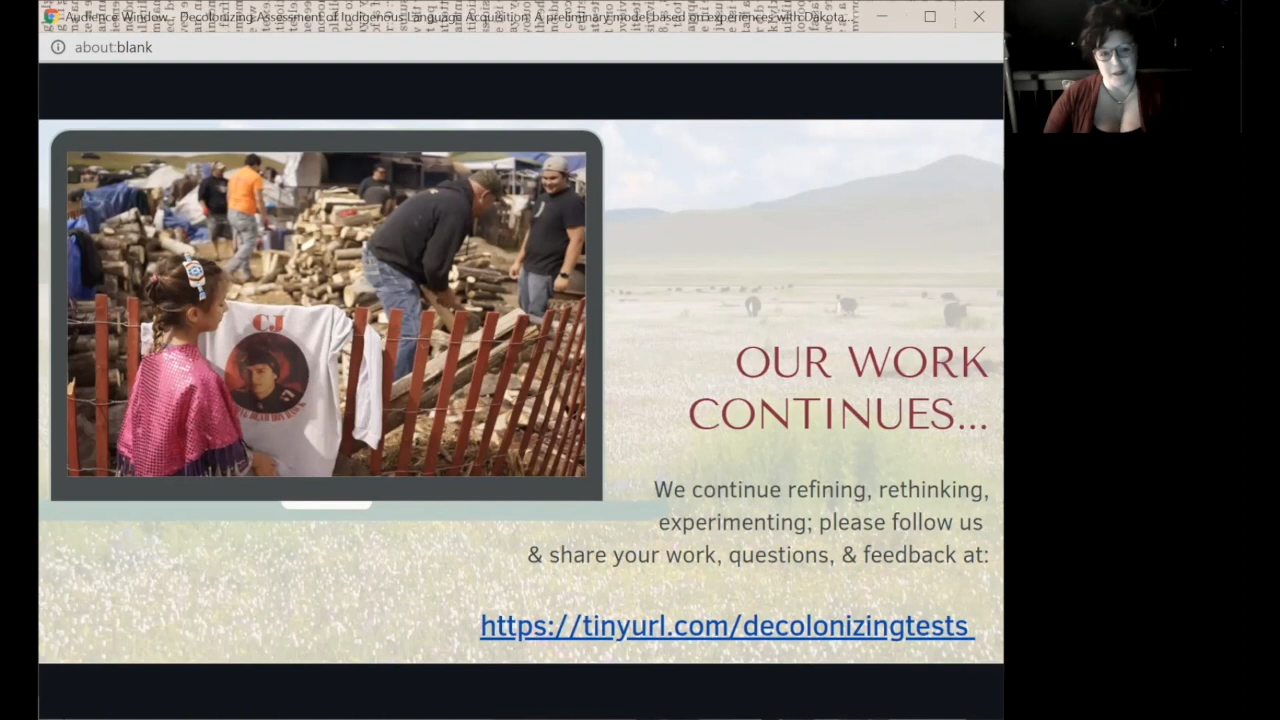 Audience Window - Decolonizing Assessment of Indigenous Language Acquisition: A preliminary model based on experiences with Dakota,...
about:blank
CJ
OUR WORK
CONTINUES...
We continue refining, rethinking,
experimenting; please follow us
& share your work, questions, & feedback at:
https://tinyurl.com/decolonizingtests